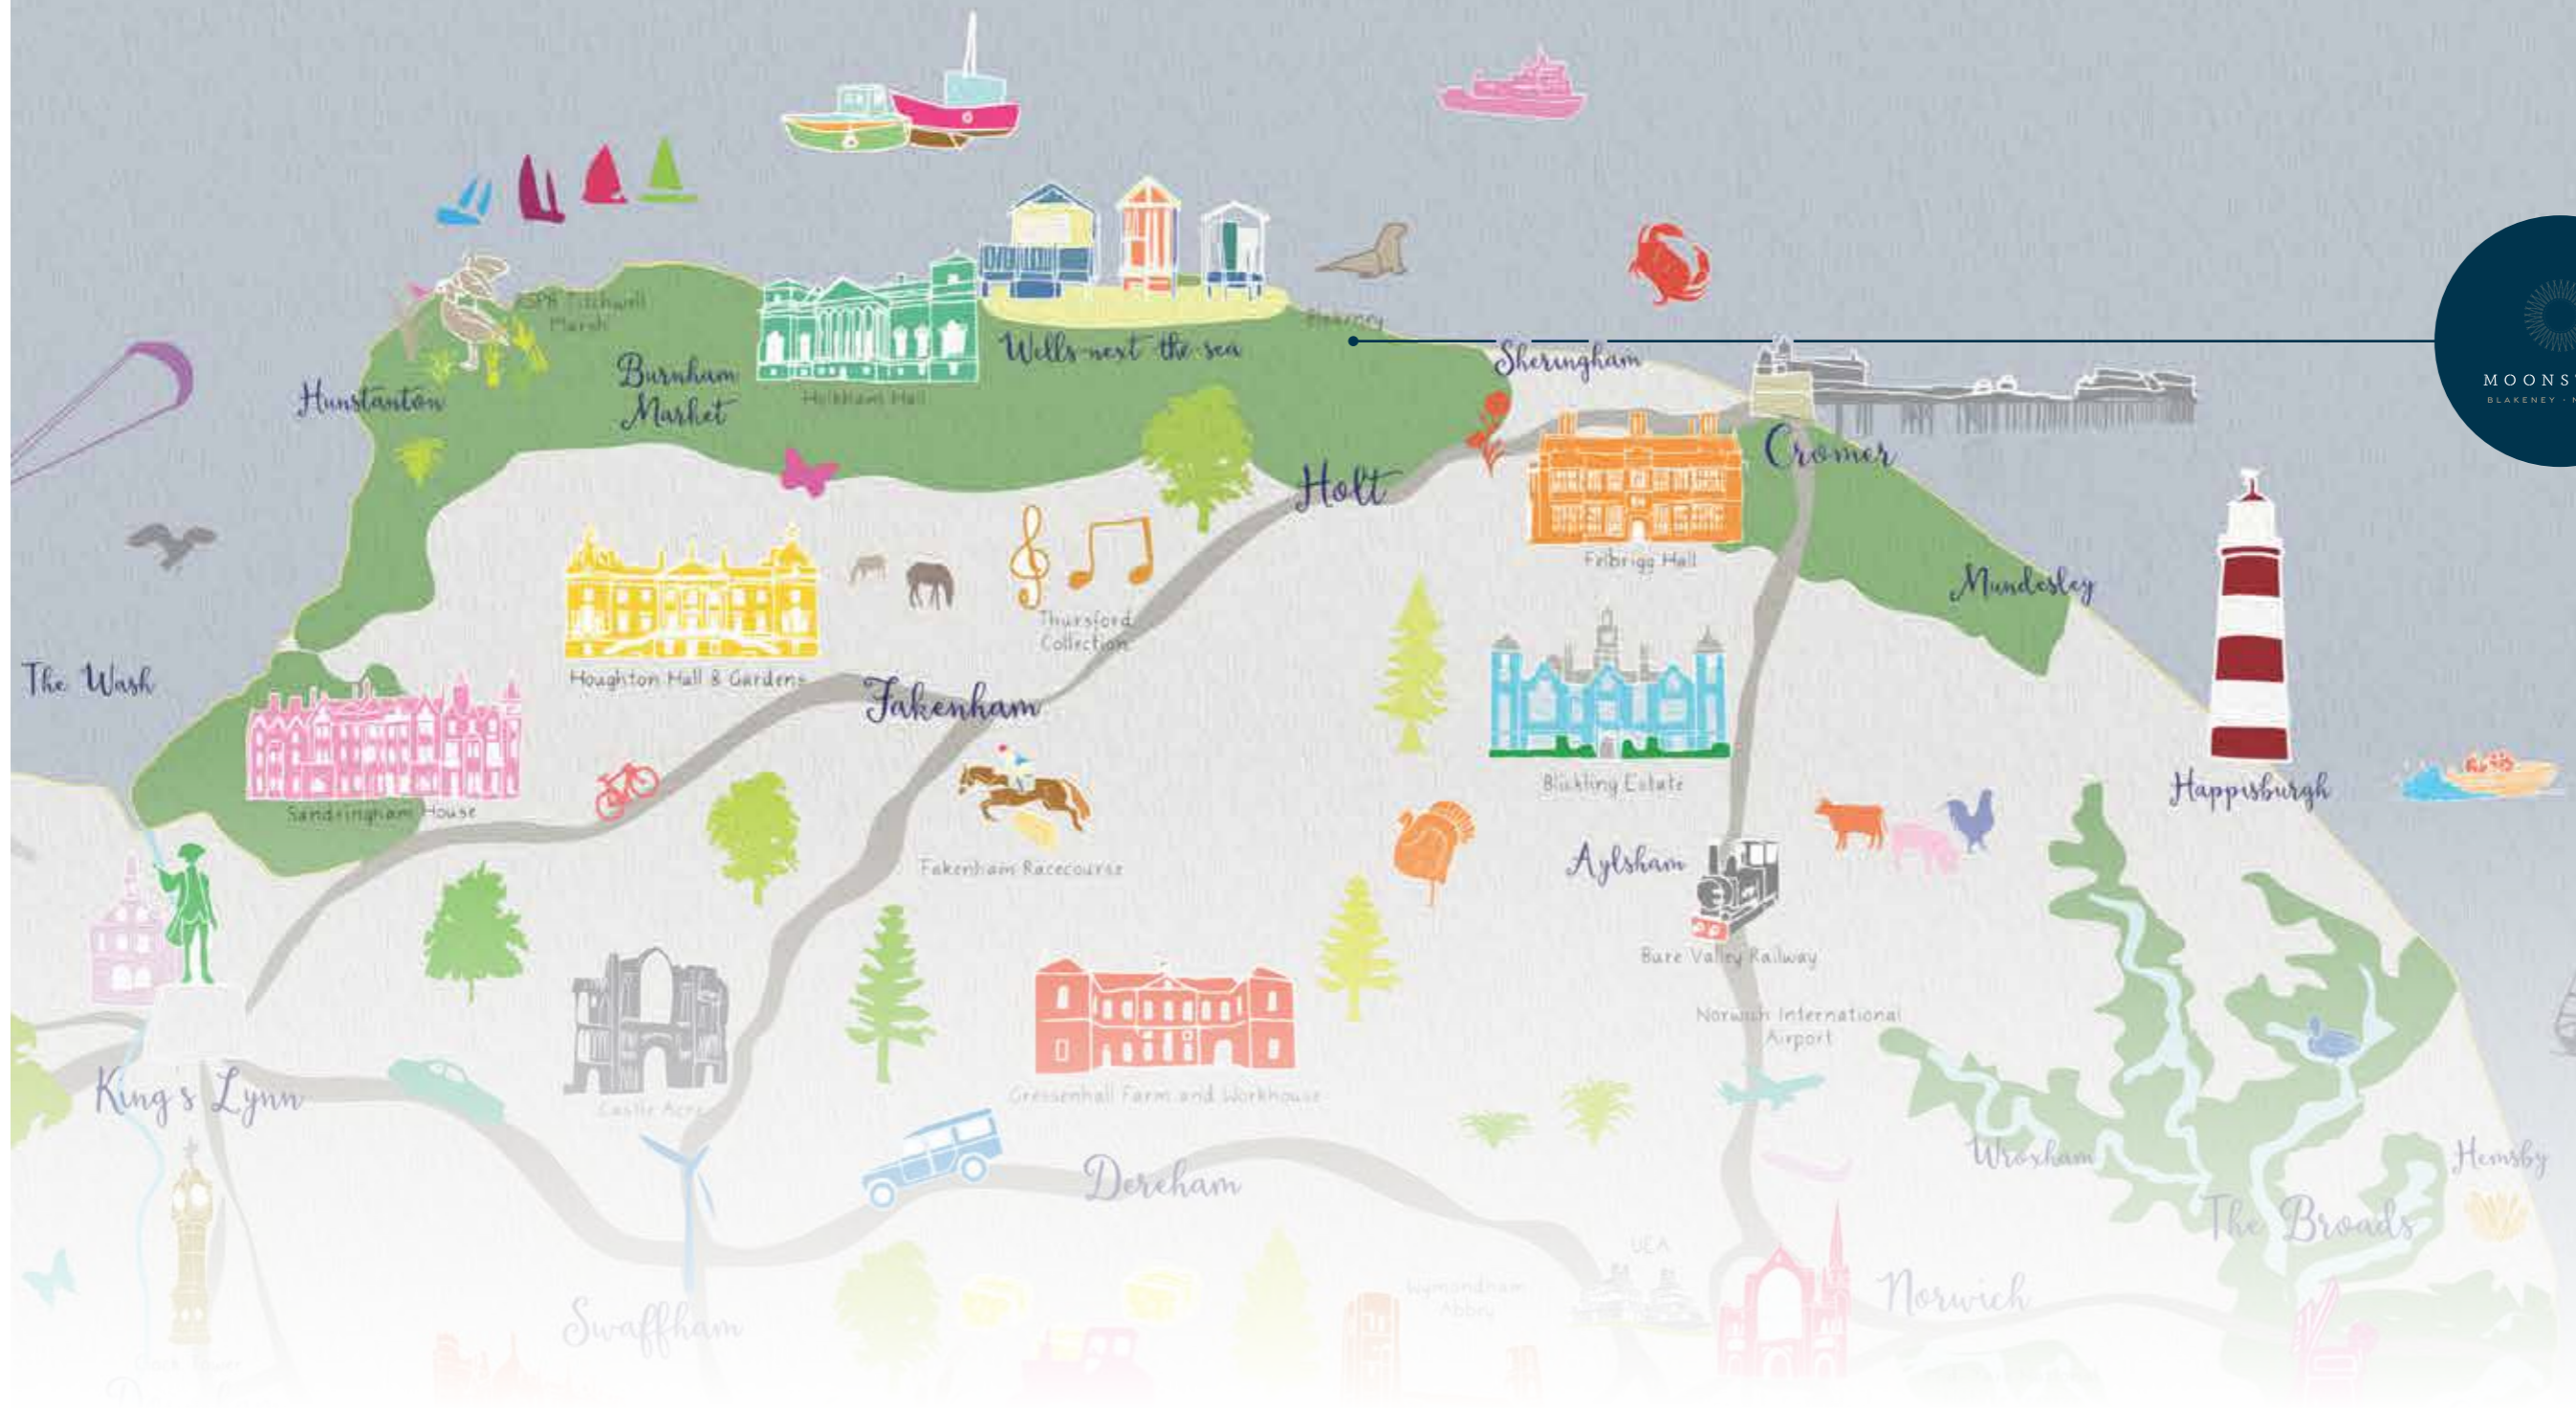 RSPB Titchwell
Marsh
Blakeney
Wells-next-the-sea
Sheringham
Burnham
Market
Hunstanton
Holkham Hall
Cromer
Holt
Felbrigg Hall
Mundesley
Thursford
Collection
The Wash
Houghton Hall & Gardens
Fakenham
Sandringham House
Blickling Estate
Happisburgh
Aylsham
Fakenham Racecourse
Bure Valley Railway
Norwich International
Airport
King's Lynn
Castle Acre
Gressenhall Farm and Workhouse
Dereham
Wroxham
Hemsby
The Broads
UEA
Wymondham
Abbey
Norwich
Swaffham
Clock Tower
MOONS
BLAKENEY · N